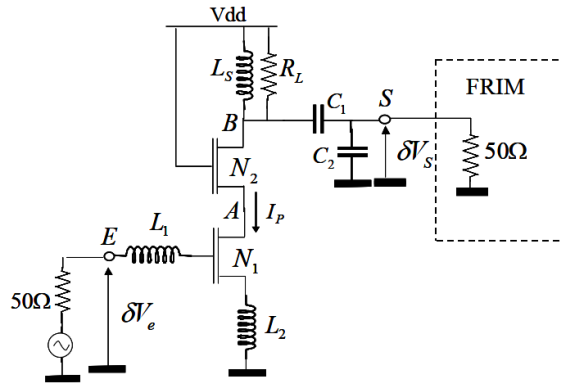 Vdd
L_S
R_L
FRIM
C_1
S
B
C_2
δV_S
50Ω
N_2
A
I_P
L_1
E
N_1
50Ω
δV_e
L_2